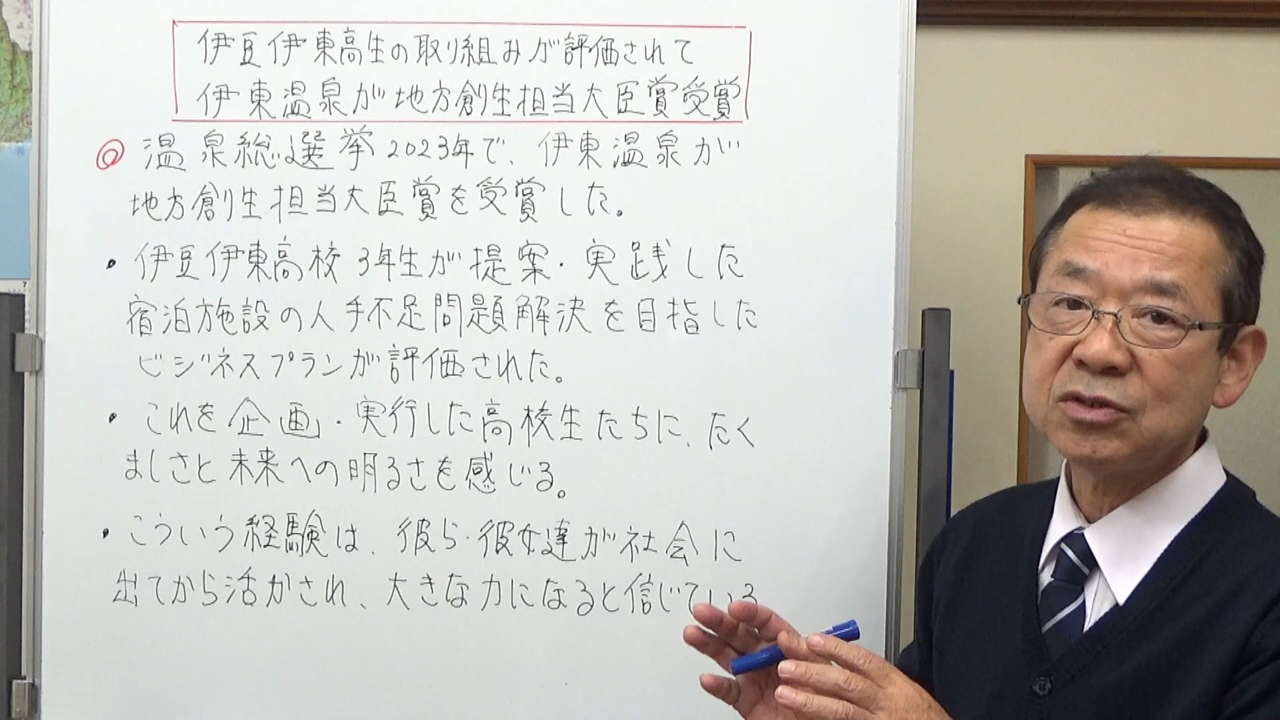 伊豆伊東高生の取り組みが評価されて
伊東温泉が地方創生担当大臣賞受賞
◎ 温泉総選挙2023年で、伊東温泉が
地方創生担当大臣賞を受賞した。
・伊豆伊東高校3年生が提案・実践した
宿泊施設の人手不足問題解決を目指した
ビジネスプランが評価された。
・これを企画・実行した高校生たちに、たく
ましさと未来への明るさを感じる。
・こういう経験は、彼ら・彼女達が社会に
出てから活かされ、大きな力になると信じている